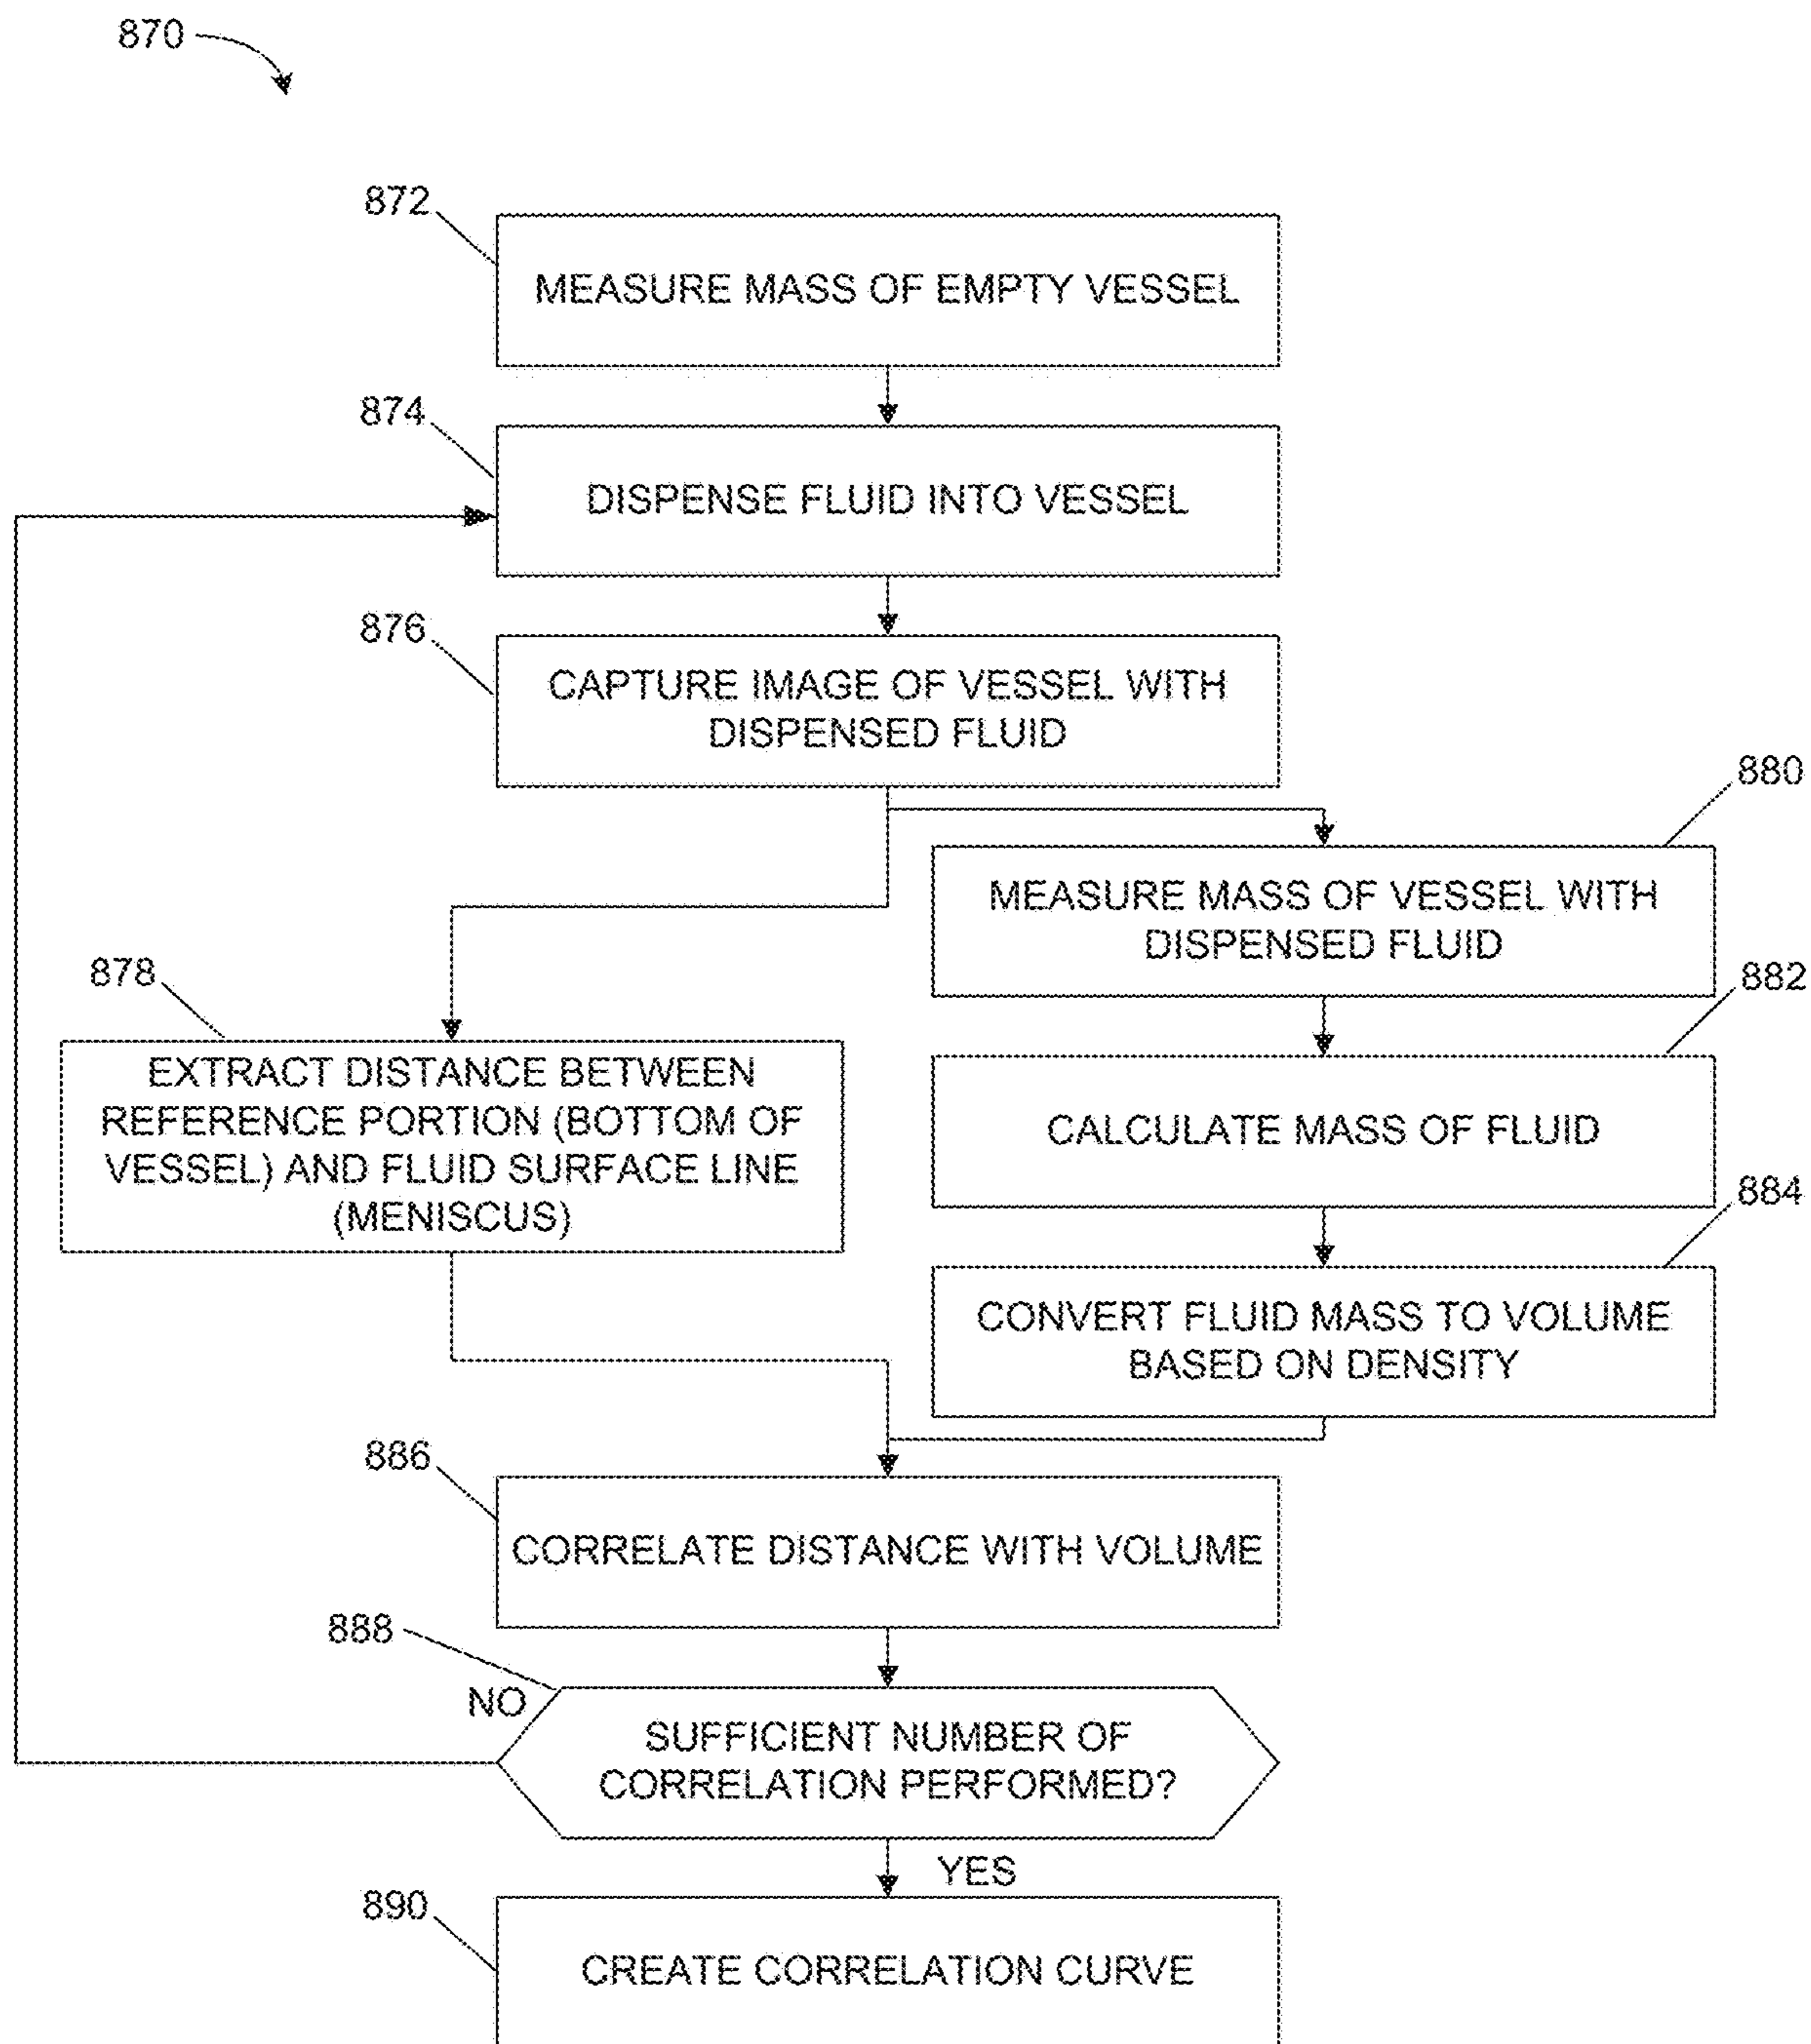 870
872
MEASURE MASS OF EMPTY VESSEL
874
DISPENSE FLUID INTO VESSEL
876
CAPTURE IMAGE OF VESSEL WITH
DISPENSED FLUID
880
MEASURE MASS OF VESSEL WITH
DISPENSED FLUID
878
EXTRACT DISTANCE BETWEEN
REFERENCE PORTION (BOTTOM OF
VESSEL) AND FLUID SURFACE LINE
(MENISCUS)
882
CALCULATE MASS OF FLUID
884
CONVERT FLUID MASS TO VOLUME
BASED ON DENSITY
886
CORRELATE DISTANCE WITH VOLUME
888
NO
SUFFICIENT NUMBER OF
CORRELATION PERFORMED?
YES
890
CREATE CORRELATION CURVE